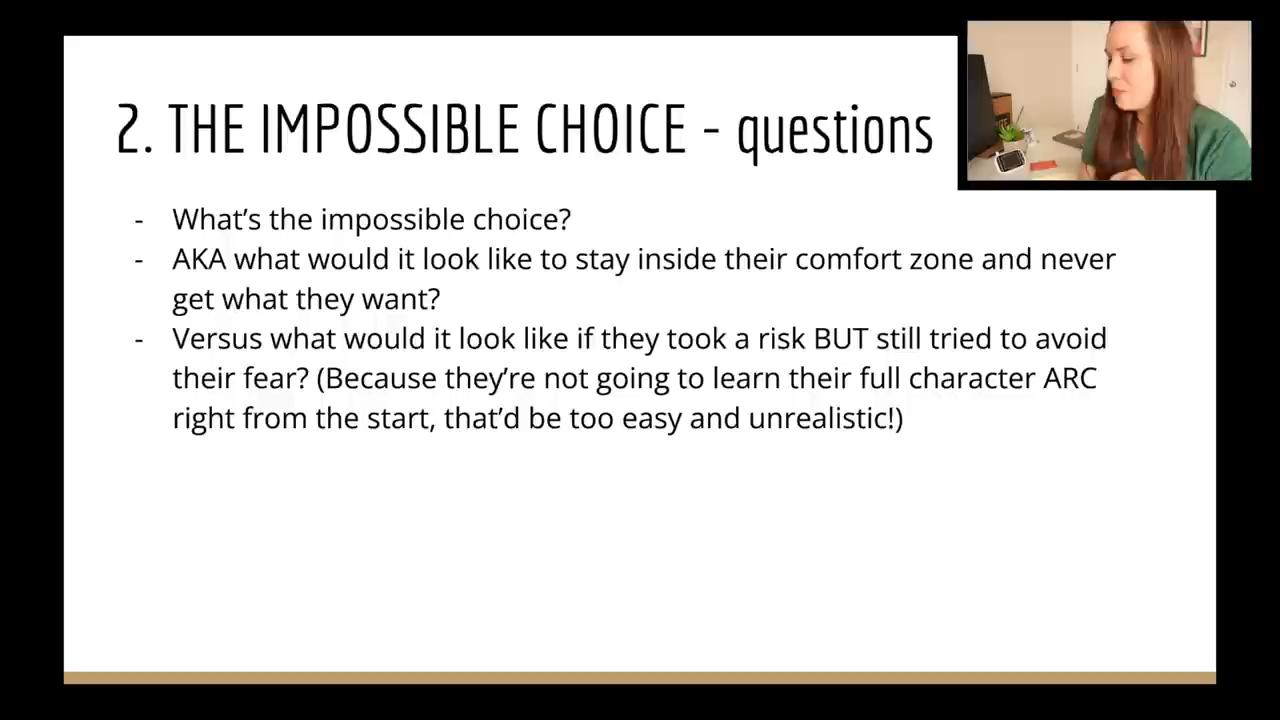 2. THE IMPOSSIBLE CHOICE - questions
- What's the impossible choice?
- AKA what would it look like to stay inside their comfort zone and never
get what they want?
- Versus what would it look like if they took a risk BUT still tried to avoid
their fear? (Because they're not going to learn their full character ARC
right from the start, that'd be too easy and unrealistic!)